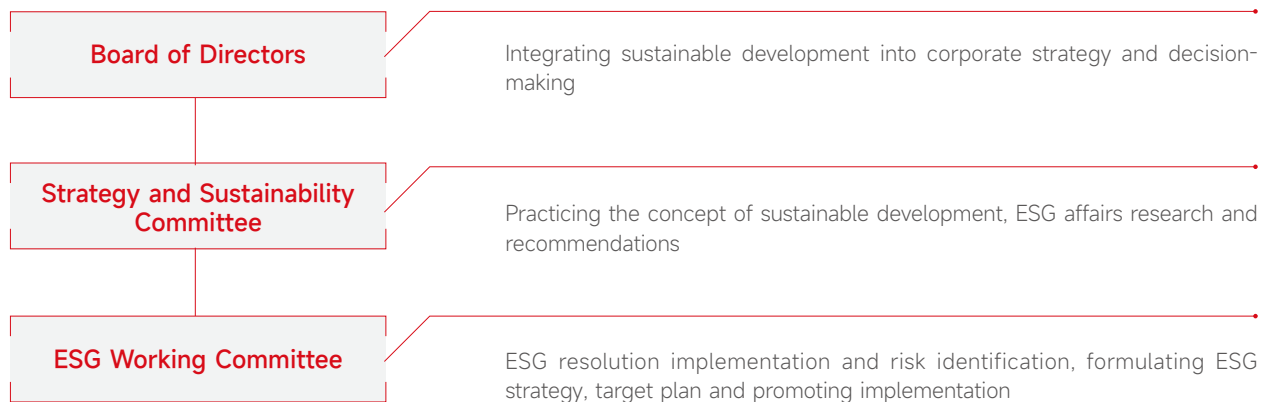 Board of Directors
Integrating sustainable development into corporate strategy and decision-
making
Strategy and Sustainability
Committee
Practicing the concept of sustainable development, ESG affairs research and
recommendations
ESG Working Committee
ESG resolution implementation and risk identification, formulating ESG
strategy, target plan and promoting implementation